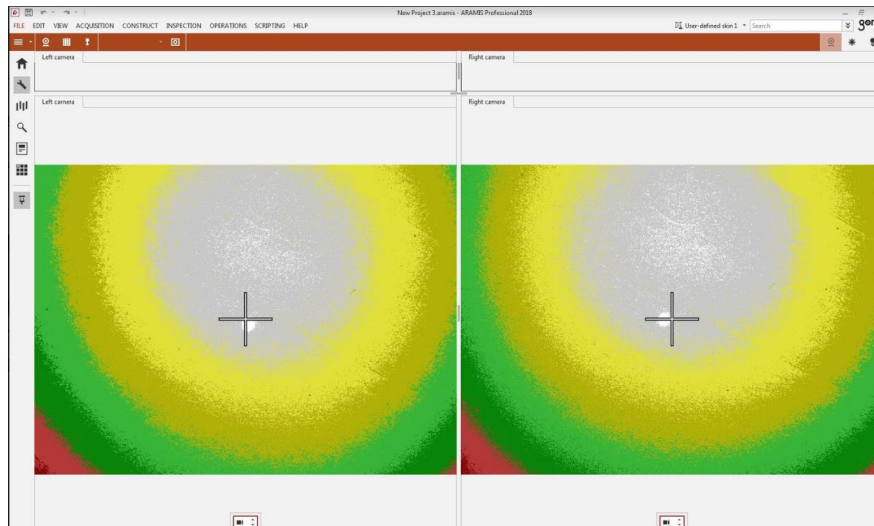 New Project 3.aramis - ARAMIS Professional 2018
FILE EDIT VIEW ACQUISITION CONSTRUCT INSPECTION OPERATIONS SCRIPTING HELP
User-defined skin 1
Search
gom
Left camera
Right camera
Left camera
Right camera